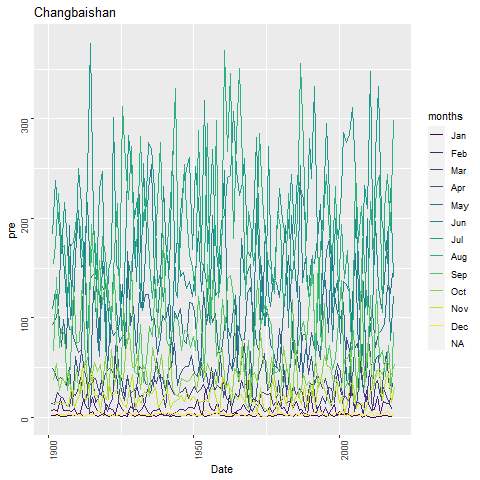 Changbaishan
pre
300
200
100
0
1900
1950
2000
Date
months
Jan
Feb
Mar
Apr
May
Jun
Jul
Aug
Sep
Oct
Nov
Dec
NA